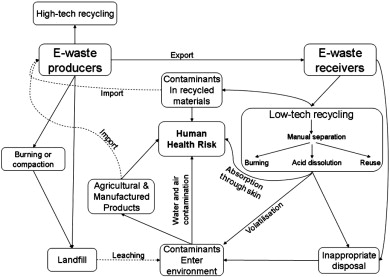 High-tech recycling
E-waste
producers
Export
E-waste
receivers
Contaminants
In recycled
materials
Import
Low-tech recycling
Manual separation
Burning
Acid dissolution
Reuse
Human
Health Risk
Import
Burning or
compaction
Absorption
through skin
Agricultural &
Manufactured
Products
Water and air
contamination
Volatilisation
Landfill
Leaching
Contaminants
Enter
environment
Inappropriate
disposal